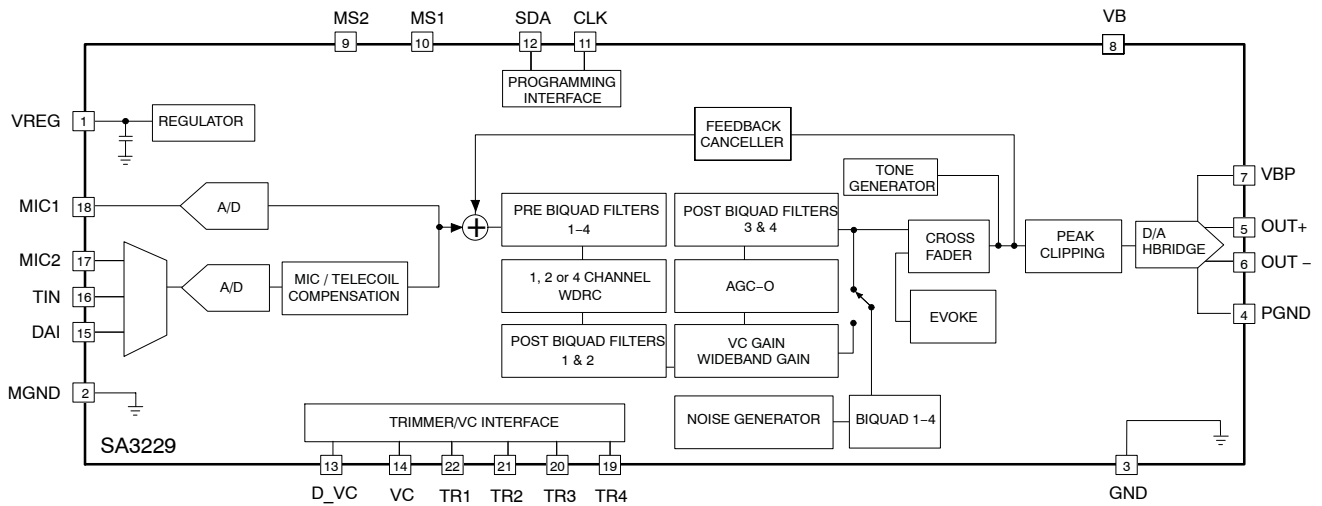 MS2
MS1
SDA
CLK
VB
9
10
12
11
8
PROGRAMMING
INTERFACE
VREG
1
REGULATOR
FEEDBACK
CANCELLER
TONE
GENERATOR
MIC1
18
A/D
PRE BIQUAD FILTERS
1–4
POST BIQUAD FILTERS
3 & 4
CROSS
FADER
PEAK
CLIPPING
D/A
HBRIDGE
7
VBP
5
OUT+
6
OUT –
4
PGND
MIC2
17
TIN
16
DAI
15
A/D
MIC / TELECOIL
COMPENSATION
1, 2 or 4 CHANNEL
WDRC
AGC–O
EVOKE
POST BIQUAD FILTERS
1 & 2
VC GAIN
WIDEBAND GAIN
MGND
2
NOISE GENERATOR
BIQUAD 1–4
TRIMMER/VC INTERFACE
SA3229
13
14
22
21
20
19
3
D_VC
VC
TR1
TR2
TR3
TR4
GND